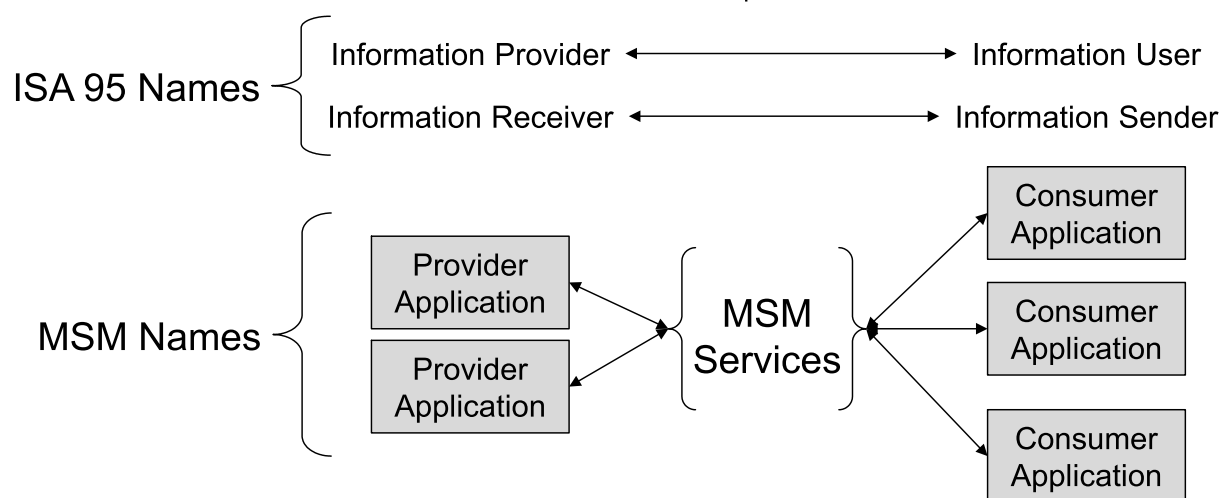 Information Provider
Information User
ISA 95 Names
Information Receiver
Information Sender
Consumer
Application
Provider
Application
MSM Names
MSM
Services
Consumer
Application
Provider
Application
Consumer
Application